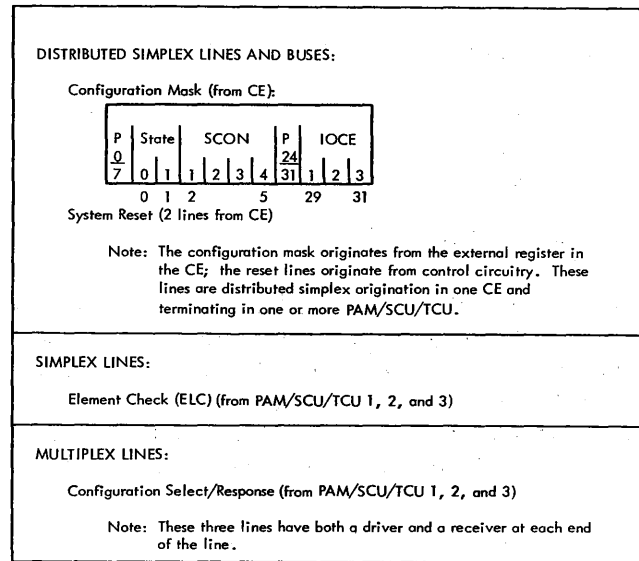 DISTRIBUTED SIMPLEX LINES AND BUSES:
Configuration Mask (from CE):
P State SCON P IOCE
0 24
7 0 1 1 2 3 4 31 1 2 3
0 1 2 5 29 31
System Reset (2 lines from CE)
Note: The configuration mask originates from the external register in
the CE; the reset lines originate from control circuitry. These
lines are distributed simplex origination in one CE and
terminating in one or more PAM/SCU/TCU.
SIMPLEX LINES:
Element Check (ELC) (from PAM/SCU/TCU 1, 2, and 3)
MULTIPLEX LINES:
Configuration Select/Response (from PAM/SCU/TCU 1, 2, and 3)
Note: These three lines have both a driver and a receiver at each end
of the line.